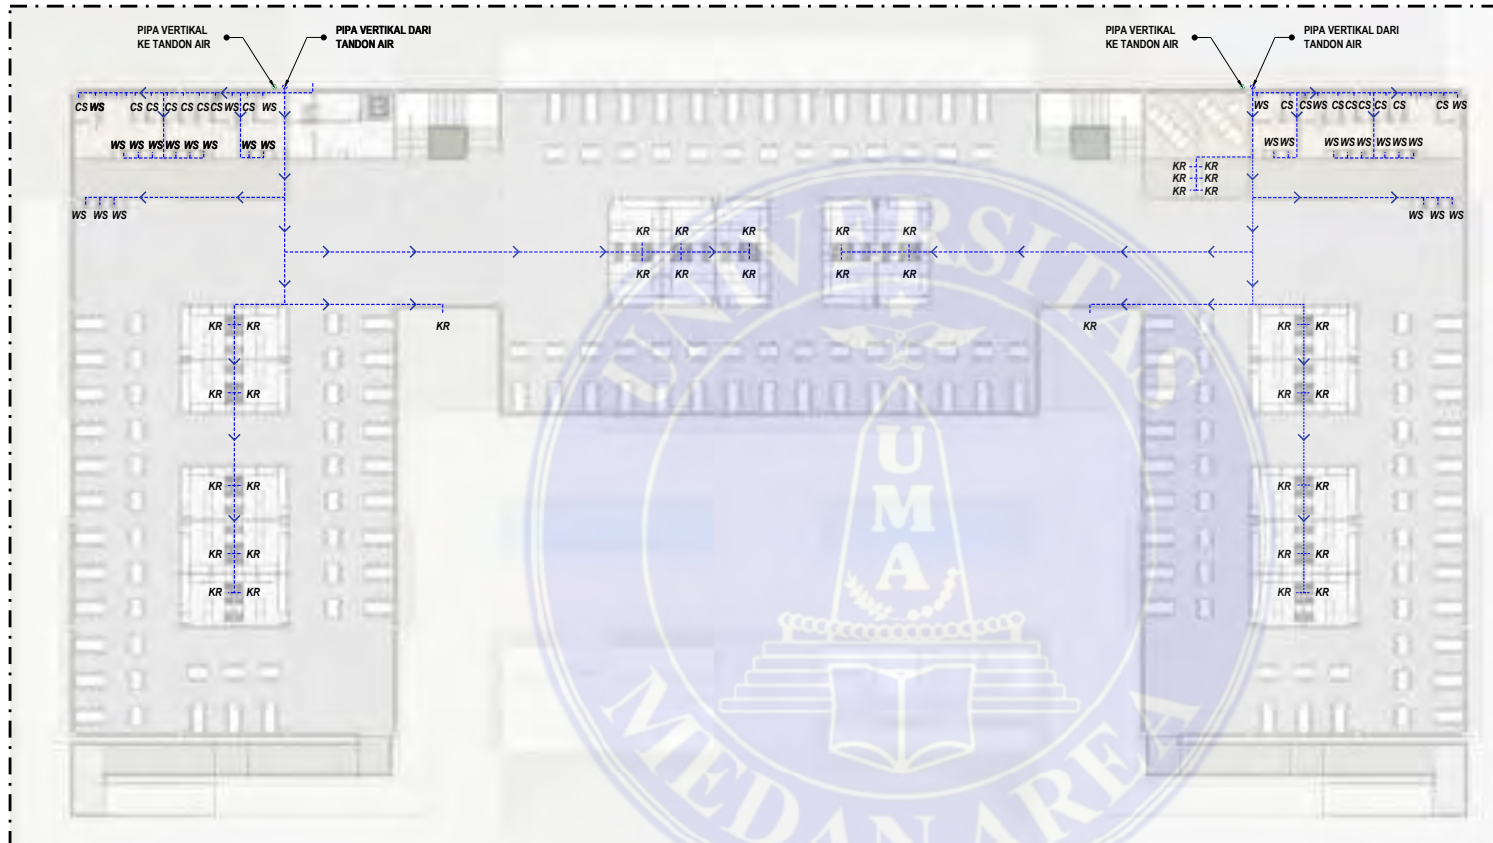 PIPA VERTIKAL
KE TANDON AIR
PIPA VERTIKAL DARI
TANDON AIR
PIPA VERTIKAL
KE TANDON AIR
PIPA VERTIKAL DARI
TANDON AIR
CS WS CS CS CS CS CS CS WS CS WS
WS CS CS WS CS CS CS CS CS CS WS
WS WS WS WS WS WS WS WS
WS WS WS WS WS WS WS WS
KR KR
KR KR
KR KR
WS WS WS
WS WS WS
KR KR KR KR KR
KR KR KR KR KR
KR KR KR KR KR KR
KR KR KR KR
KR KR KR KR
KR KR KR KR
KR KR KR KR
UNIVERSITAS
UMA
MEDAN AREA